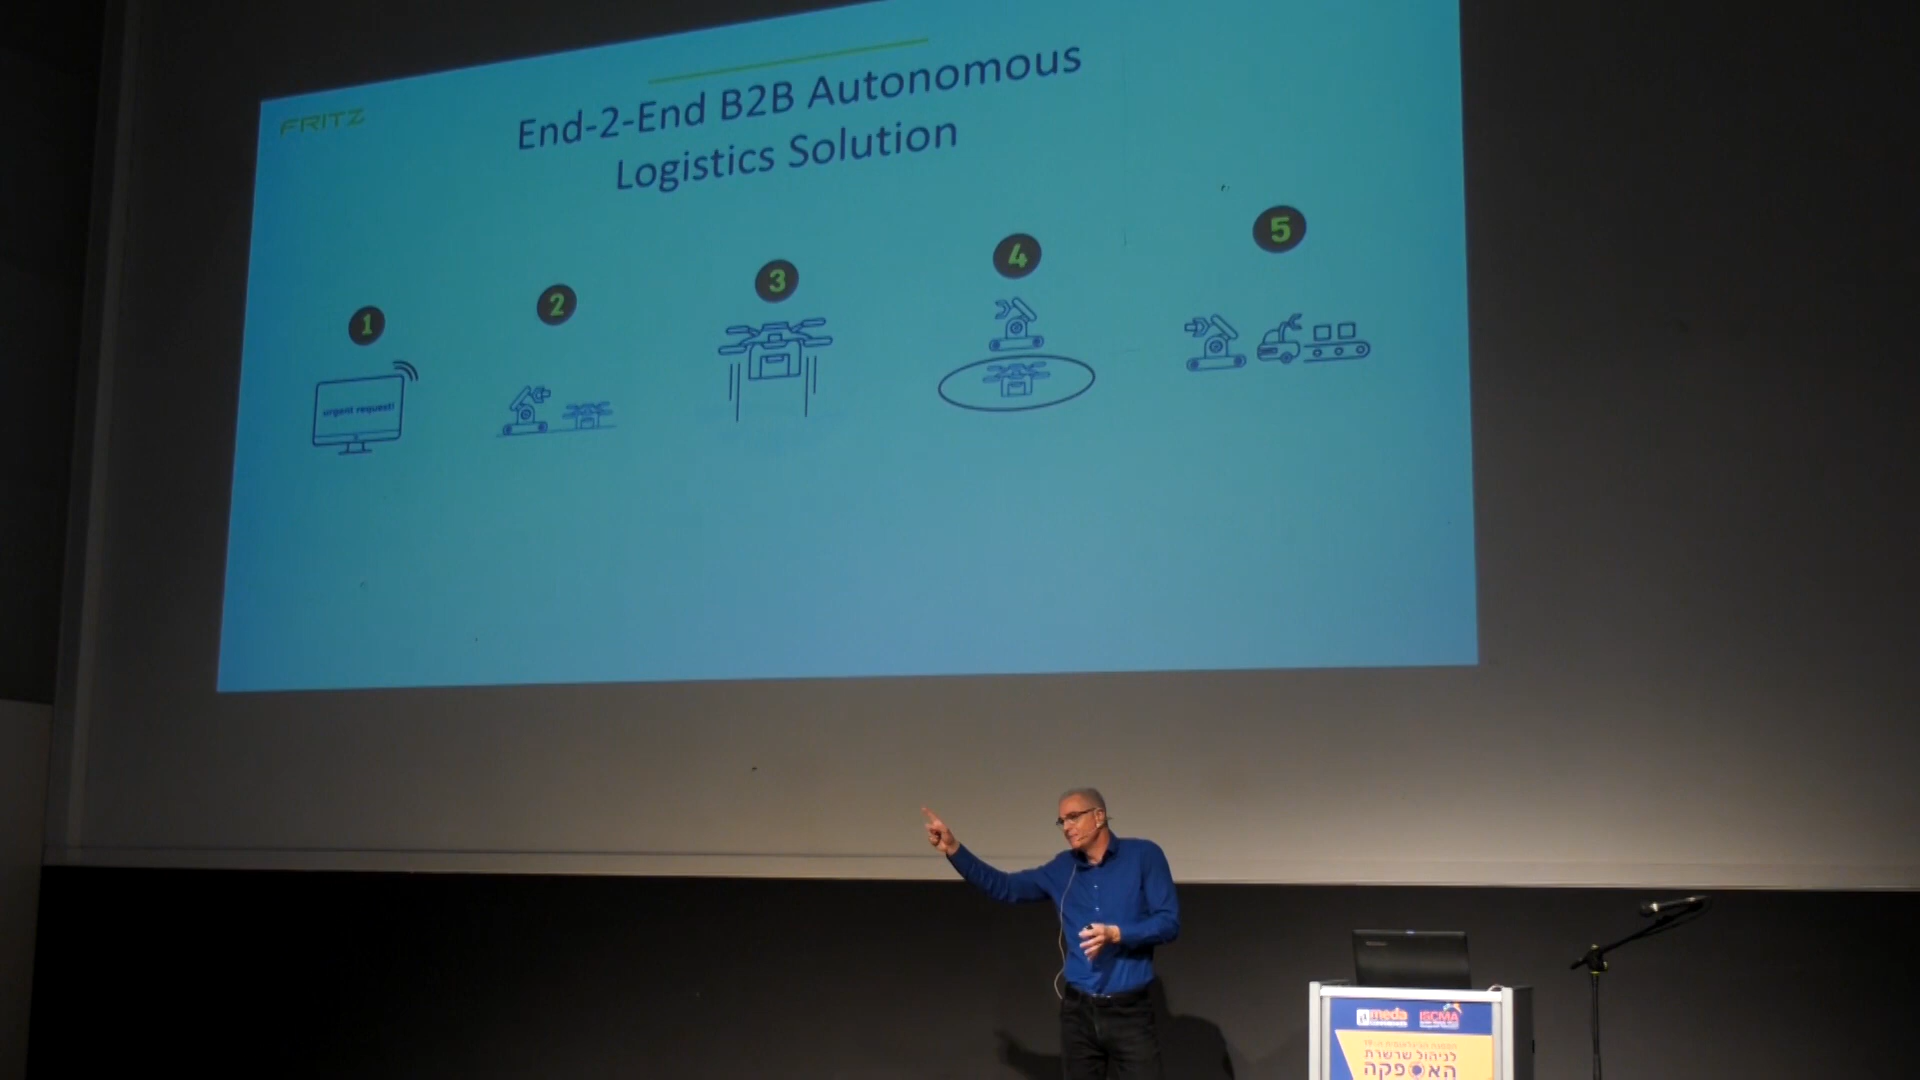 FRITZ
End-2-End B2B Autonomous
Logistics Solution
1
2
3
4
5
urgent request!
meda
CONFERENCES
ISCMA
לניהול שרשרת
האספקה